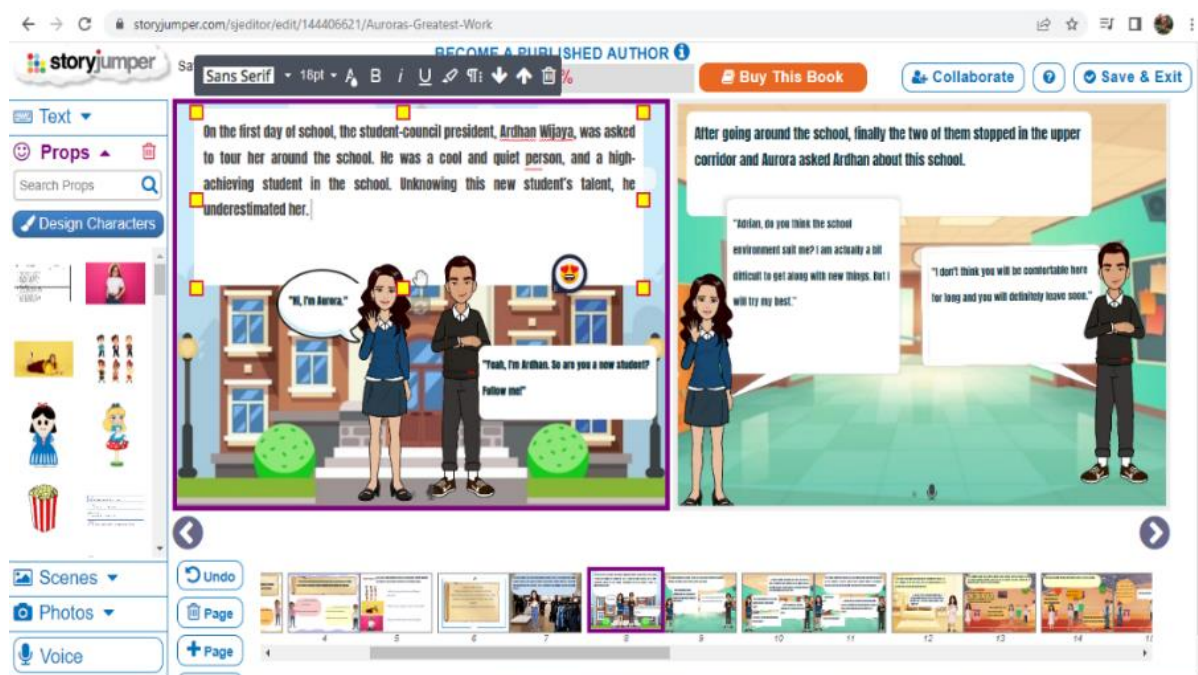 storyjumper.com/sjeditor/edit/144406621/Auroras-Greatest-Work
storyjumper
BECOME A PUBLISHED AUTHOR
Sa
Sans Serif 18pt A B i U
%
Buy This Book
Collaborate
?
Save & Exit
Text
Props
Search Props
Design Characters
Scenes
Photos
Voice
On the first day of school, the student-council president, Ardhan Wijaya, was asked
to tour her around the school. He was a cool and quiet person, and a high-
achieving student in the school. Unknowing this new student's talent, he
underestimated her.
"Hi, I'm Aurora."
"Yeah, I'm Ardhan. So are you a new student?
Follow me!"
After going around the school, finally the two of them stopped in the upper
corridor and Aurora asked Ardhan about this school.
"Adrian, do you think the school
environment suit me? I am actually a bit
difficult to get along with new things. But I
will try my best."
"I don't think you will be comfortable here
for long and you will definitely leave soon."
Undo
Page
+ Page
4 5 6 7 8 9 10 11 12 13 14